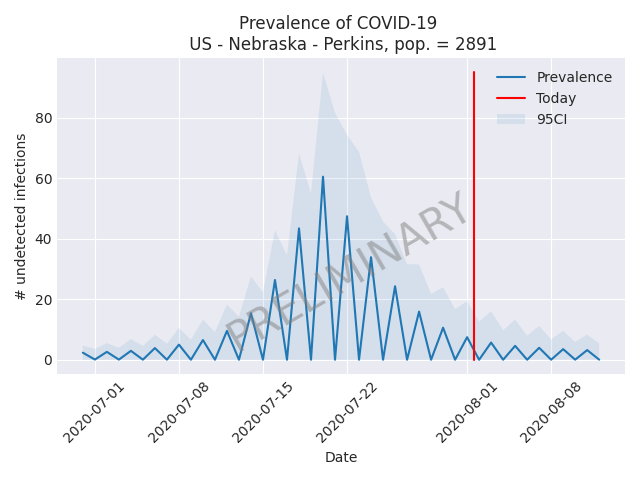 Prevalence of COVID-19
US - Nebraska - Perkins, pop. = 2891
Prevalence
Today
95CI
# undetected infections
80
60
40
20
0
PRELIMINARY
2020-07-01
2020-07-08
2020-07-15
2020-07-22
2020-08-01
2020-08-08
Date